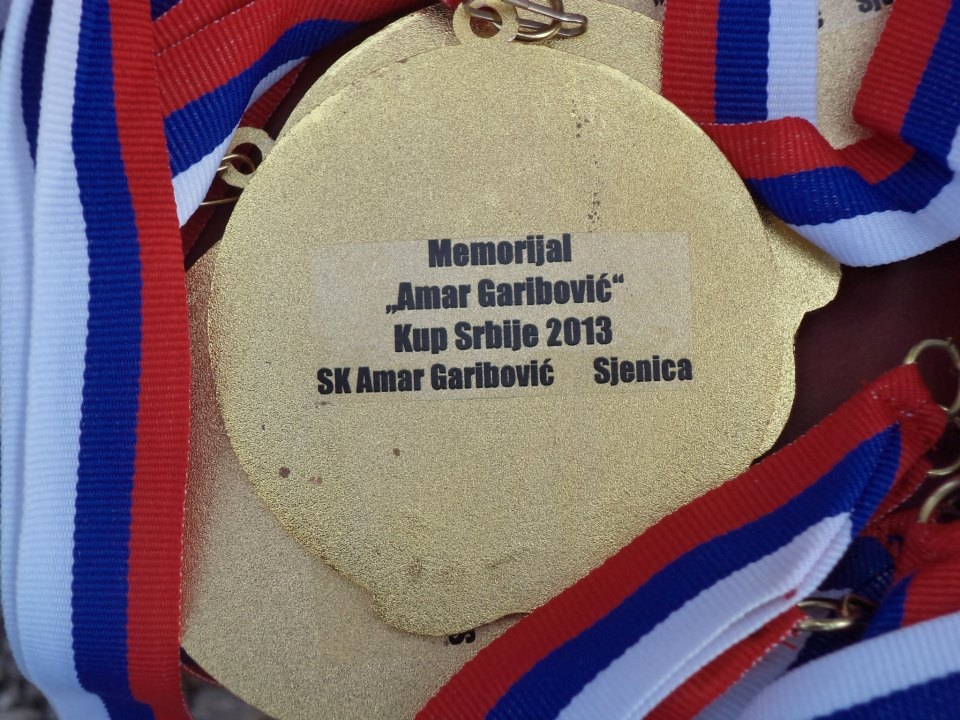 Memorijal
„Amar Garibović“
Kup Srbije 2013
SK Amar Garibović Sjenica